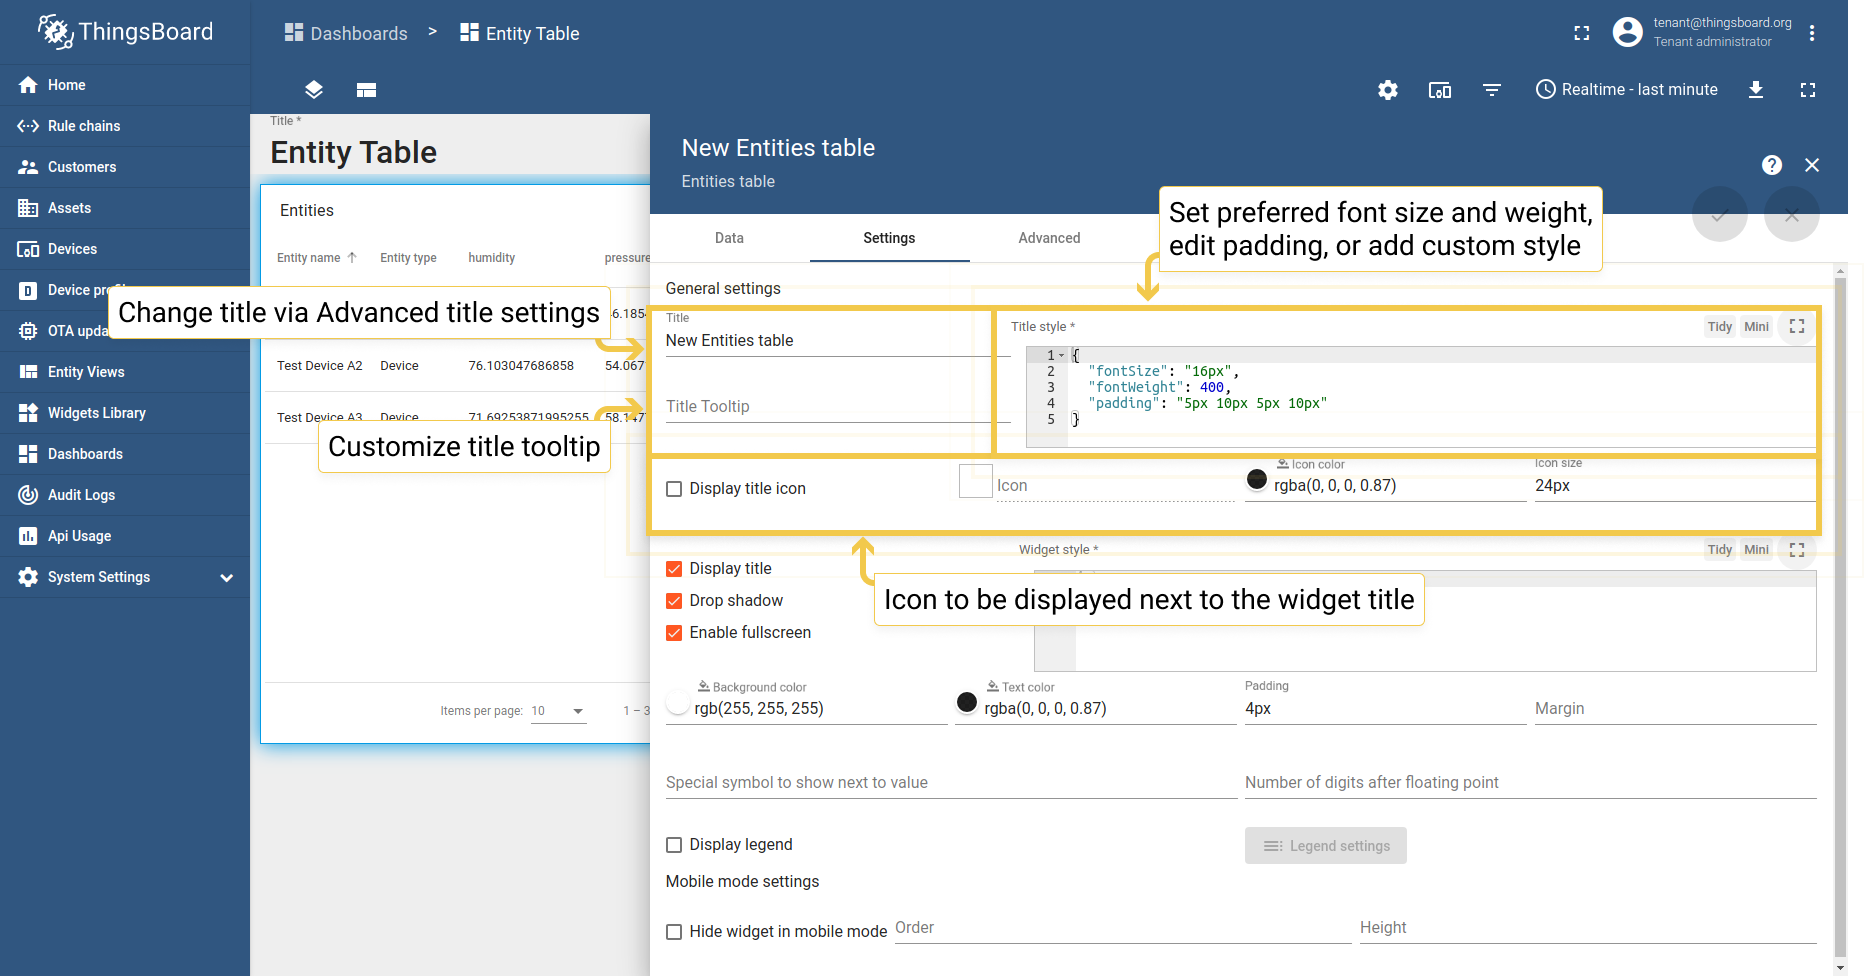 ThingsBoard
Dashboards > Entity Table
tenant@thingsboard.org
Tenant administrator
Realtime - last minute
Home
Rule chains
Customers
Assets
Devices
Device
OTA
Entity Views
Widgets Library
Dashboards
Audit Logs
Api Usage
System Settings
Title *
Entity Table
Entities
Entity name Entity type humidity pressure
Test Device A2 Device 76.103047686858 54.067
Test Device A3 Device 71.69253871995255
Items per page: 10 1 – 3
Change title via Advanced title settings
Customize title tooltip
New Entities table
Entities table
Set preferred font size and weight,
edit padding, or add custom style
Data Settings Advanced
General settings
Title
New Entities table
Title Tooltip
Title style *
Tidy Mini
1 {
2 "fontSize": "16px",
3 "fontWeight": 400,
4 "padding": "5px 10px 5px 10px"
5 }
Display title icon
Icon
Icon color
rgba(0, 0, 0, 0.87)
Icon size
24px
Icon to be displayed next to the widget title
Display title
Drop shadow
Enable fullscreen
Widget style *
Tidy Mini
Background color
rgb(255, 255, 255)
Text color
rgba(0, 0, 0, 0.87)
Padding
4px
Margin
Special symbol to show next to value
Number of digits after floating point
Display legend
Legend settings
Mobile mode settings
Hide widget in mobile mode
Order
Height